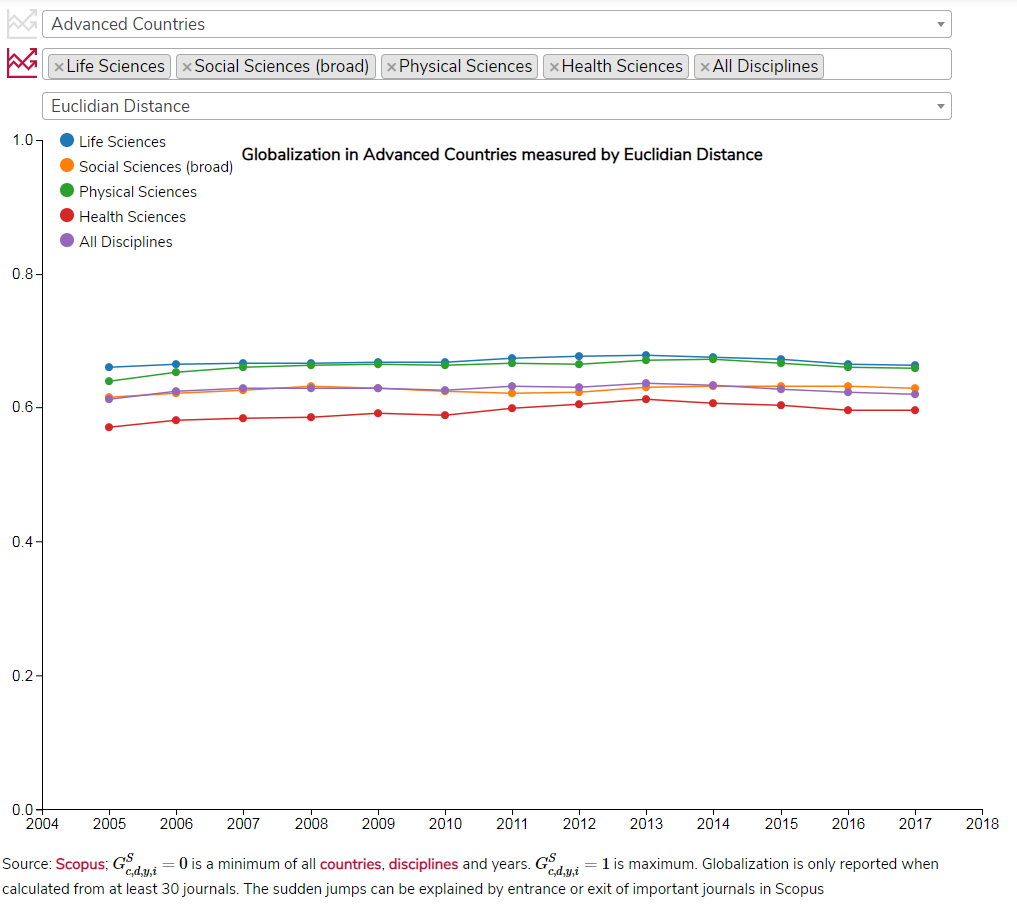 Advanced Countries
×Life Sciences ×Social Sciences (broad) ×Physical Sciences ×Health Sciences ×All Disciplines
Euclidian Distance
Globalization in Advanced Countries measured by Euclidian Distance
Life Sciences
Social Sciences (broad)
Physical Sciences
Health Sciences
All Disciplines
1.0
0.8
0.6
0.4
0.2
0.0
2004 2005 2006 2007 2008 2009 2010 2011 2012 2013 2014 2015 2016 2017 2018
Source: Scopus; G^S_{c,d,y,i} = 0 is a minimum of all countries, disciplines and years. G^S_{c,d,y,i} = 1 is maximum. Globalization is only reported when
calculated from at least 30 journals. The sudden jumps can be explained by entrance or exit of important journals in Scopus